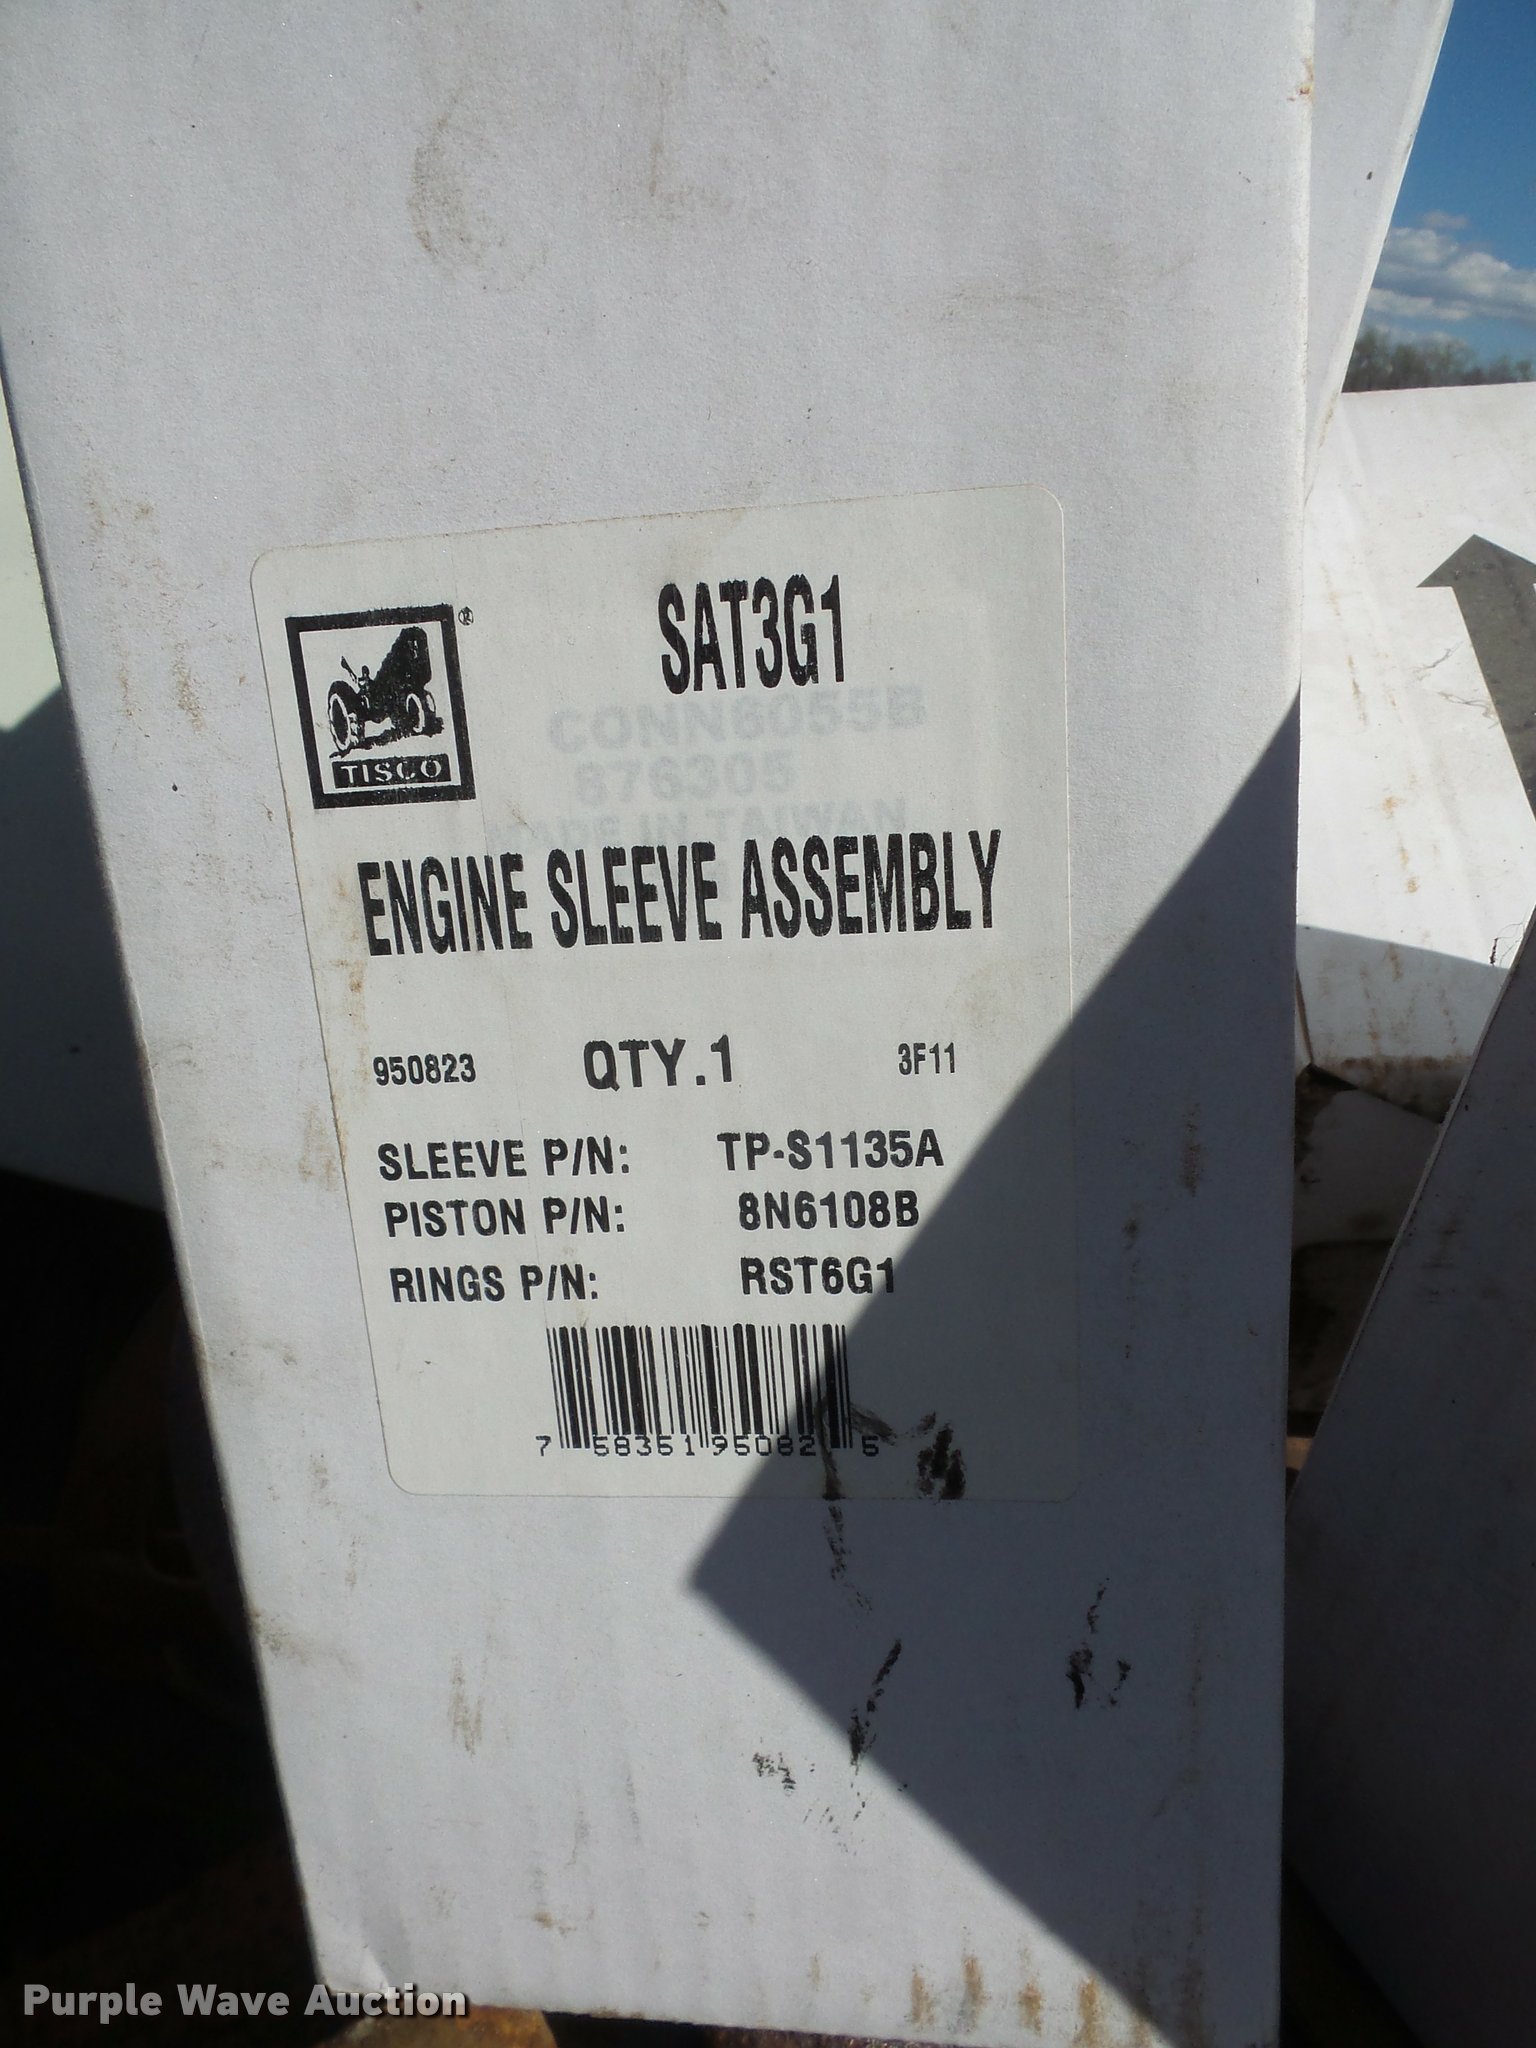 SAT3G1
®
TISCO
CONN6055B
876305
MADE IN TAIWAN
ENGINE SLEEVE ASSEMBLY
950823 QTY.1 3F11
SLEEVE P/N: TP-S1135A
PISTON P/N: 8N6108B
RINGS P/N: RST6G1
7 58351 95082 5
Purple Wave Auction